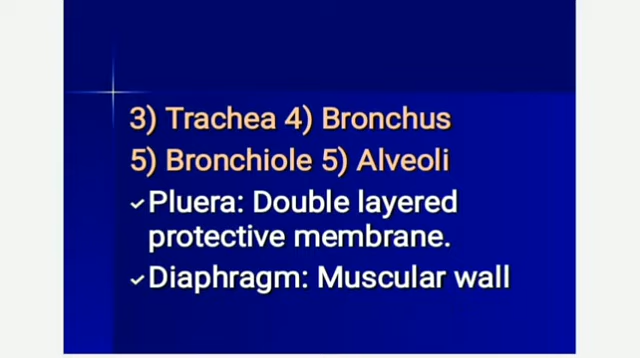 3) Trachea 4) Bronchus
5) Bronchiole 5) Alveoli
✓Pluera: Double layered
protective membrane.
✓Diaphragm: Muscular wall